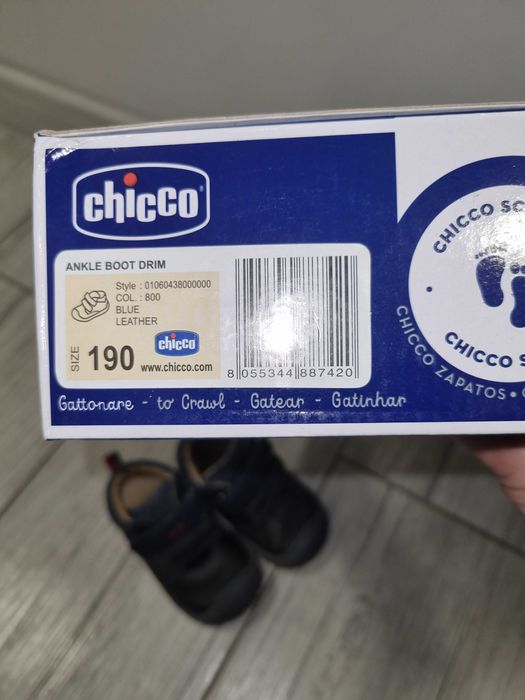 chicco
ANKLE BOOT DRIM
Style : 01060438000000
COL. : 800
BLUE
LEATHER
SIZE 190
chicco
www.chicco.com
8 055344 887420
Gattonare - to Crawl - Gatear - Gatinhar
CHICCO
CHICCO
CHICCO ZAPATOS •